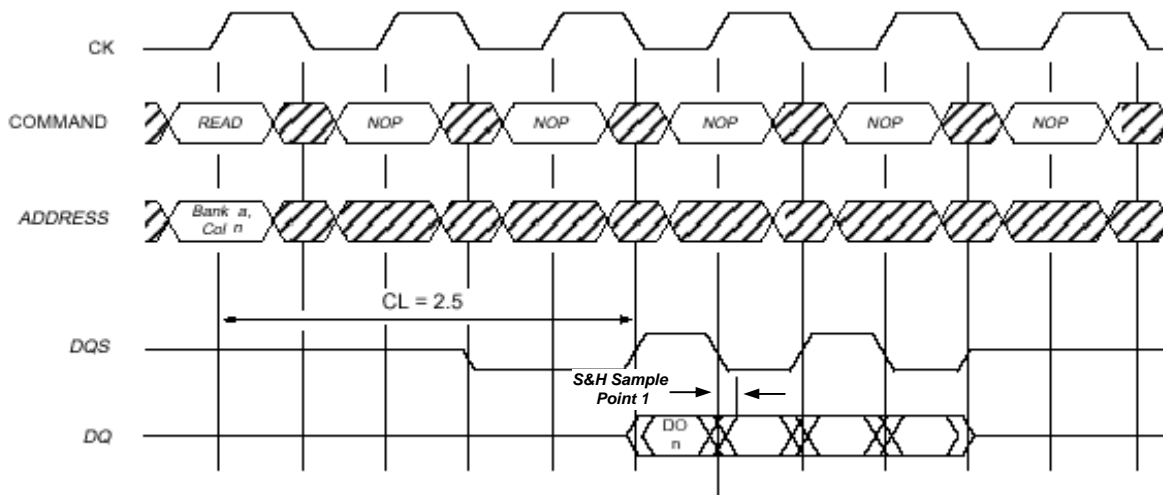 CK
COMMAND
READ
NOP
NOP
NOP
NOP
NOP
ADDRESS
Bank a,
Col n
CL = 2.5
DQS
S&H Sample
Point 1
DQ
DO
n